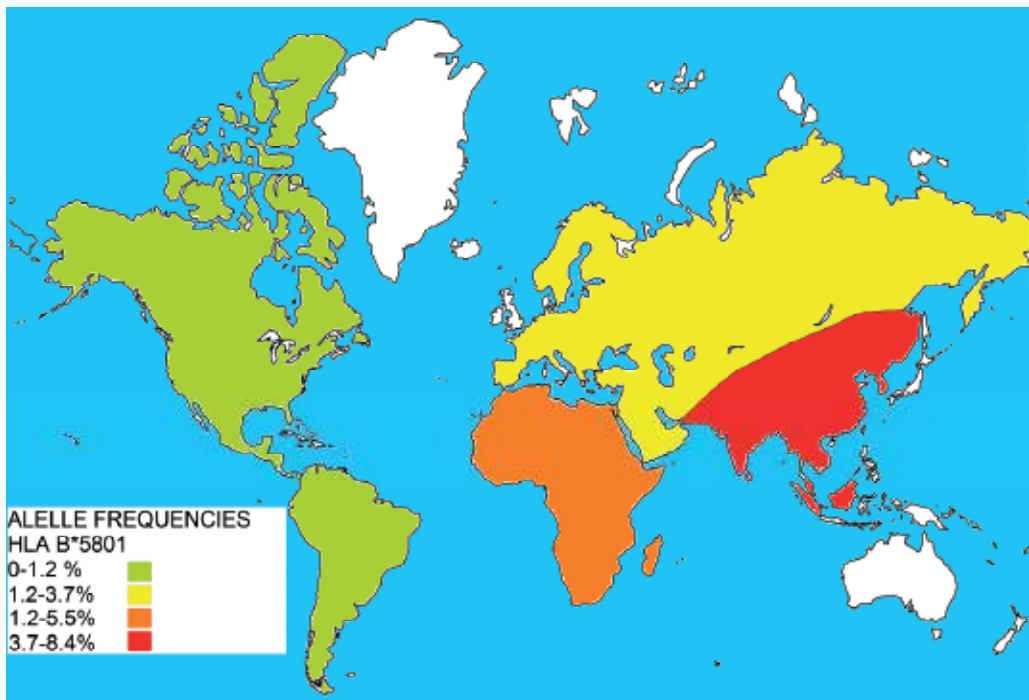 ALELLE FREQUENCIES
HLA B*5801
0-1.2 %
1.2-3.7%
1.2-5.5%
3.7-8.4%